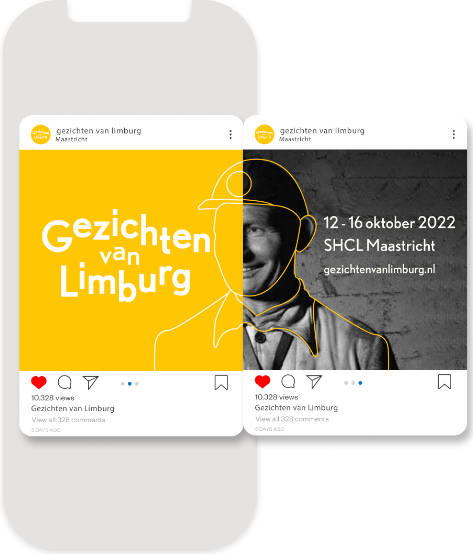 gezichten van limburg
Maastricht
Gezichten
van
Limburg
10.328 views
Gezichten van Limburg
View all 328 comments
5 DAYS AGO
gezichten van limburg
Maastricht
12 - 16 oktober 2022
SHCL Maastricht
gezichtenvanlimburg.nl
10.328 views
Gezichten van Limburg
View all 328 comments
5 DAYS AGO